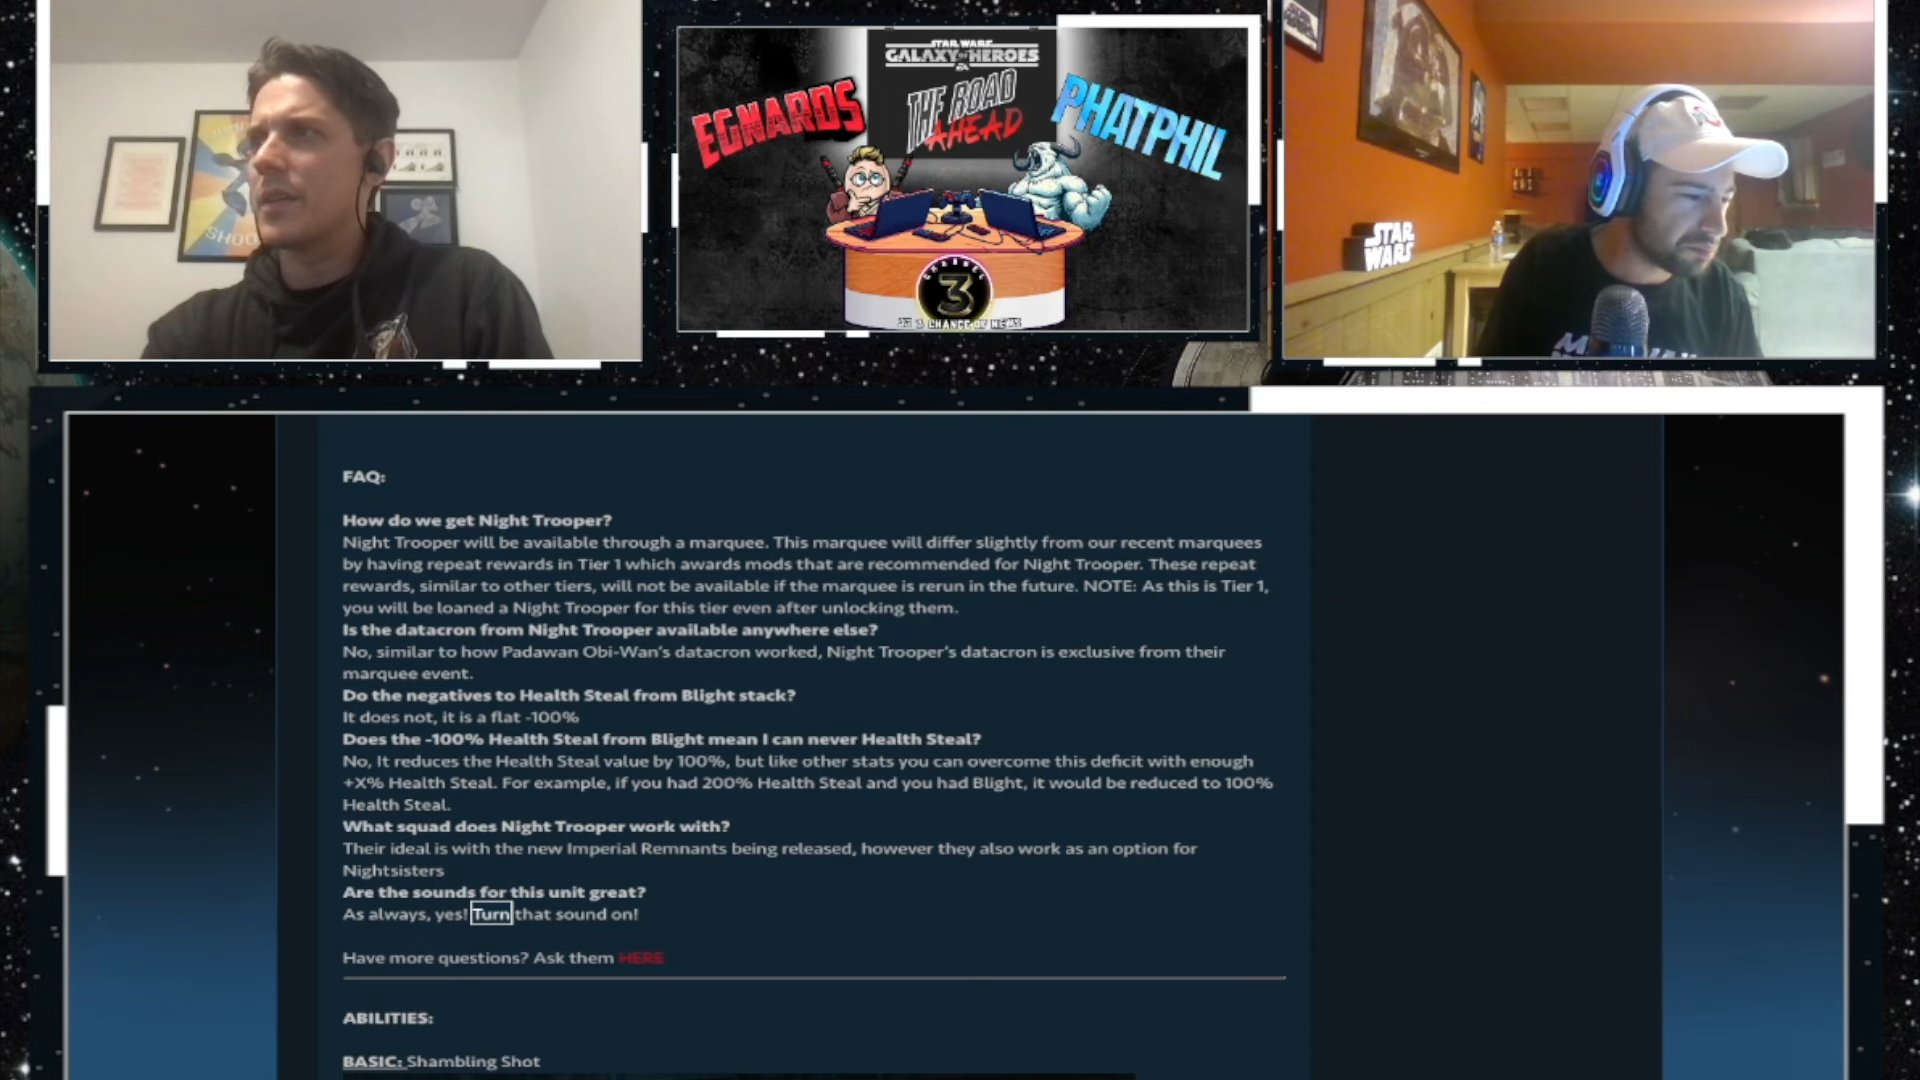 SHOO
STAR WARS
GALAXY OF HEROES
EA
EGNARDS
THE ROAD
AHEAD
PHATPHIL
CHANNEL
3
STAR
WARS
FAQ:
How do we get Night Trooper?
Night Trooper will be available through a marquee. This marquee will differ slightly from our recent marquees
by having repeat rewards in Tier 1 which awards mods that are recommended for Night Trooper. These repeat
rewards, similar to other tiers, will not be available if the marquee is rerun in the future. NOTE: As this is Tier 1,
you will be loaned a Night Trooper for this tier even after unlocking them.
Is the datacron from Night Trooper available anywhere else?
No, similar to how Padawan Obi-Wan's datacron worked, Night Trooper's datacron is exclusive from their
marquee event.
Do the negatives to Health Steal from Blight stack?
It does not, it is a flat -100%
Does the -100% Health Steal from Blight mean I can never Health Steal?
No, It reduces the Health Steal value by 100%, but like other stats you can overcome this deficit with enough
+X% Health Steal. For example, if you had 200% Health Steal and you had Blight, it would be reduced to 100%
Health Steal.
What squad does Night Trooper work with?
Their ideal is with the new Imperial Remnants being released, however they also work as an option for
Nightsisters
Are the sounds for this unit great?
As always, yes! Turn that sound on!
Have more questions? Ask them HERE
ABILITIES:
BASIC: Shambling Shot